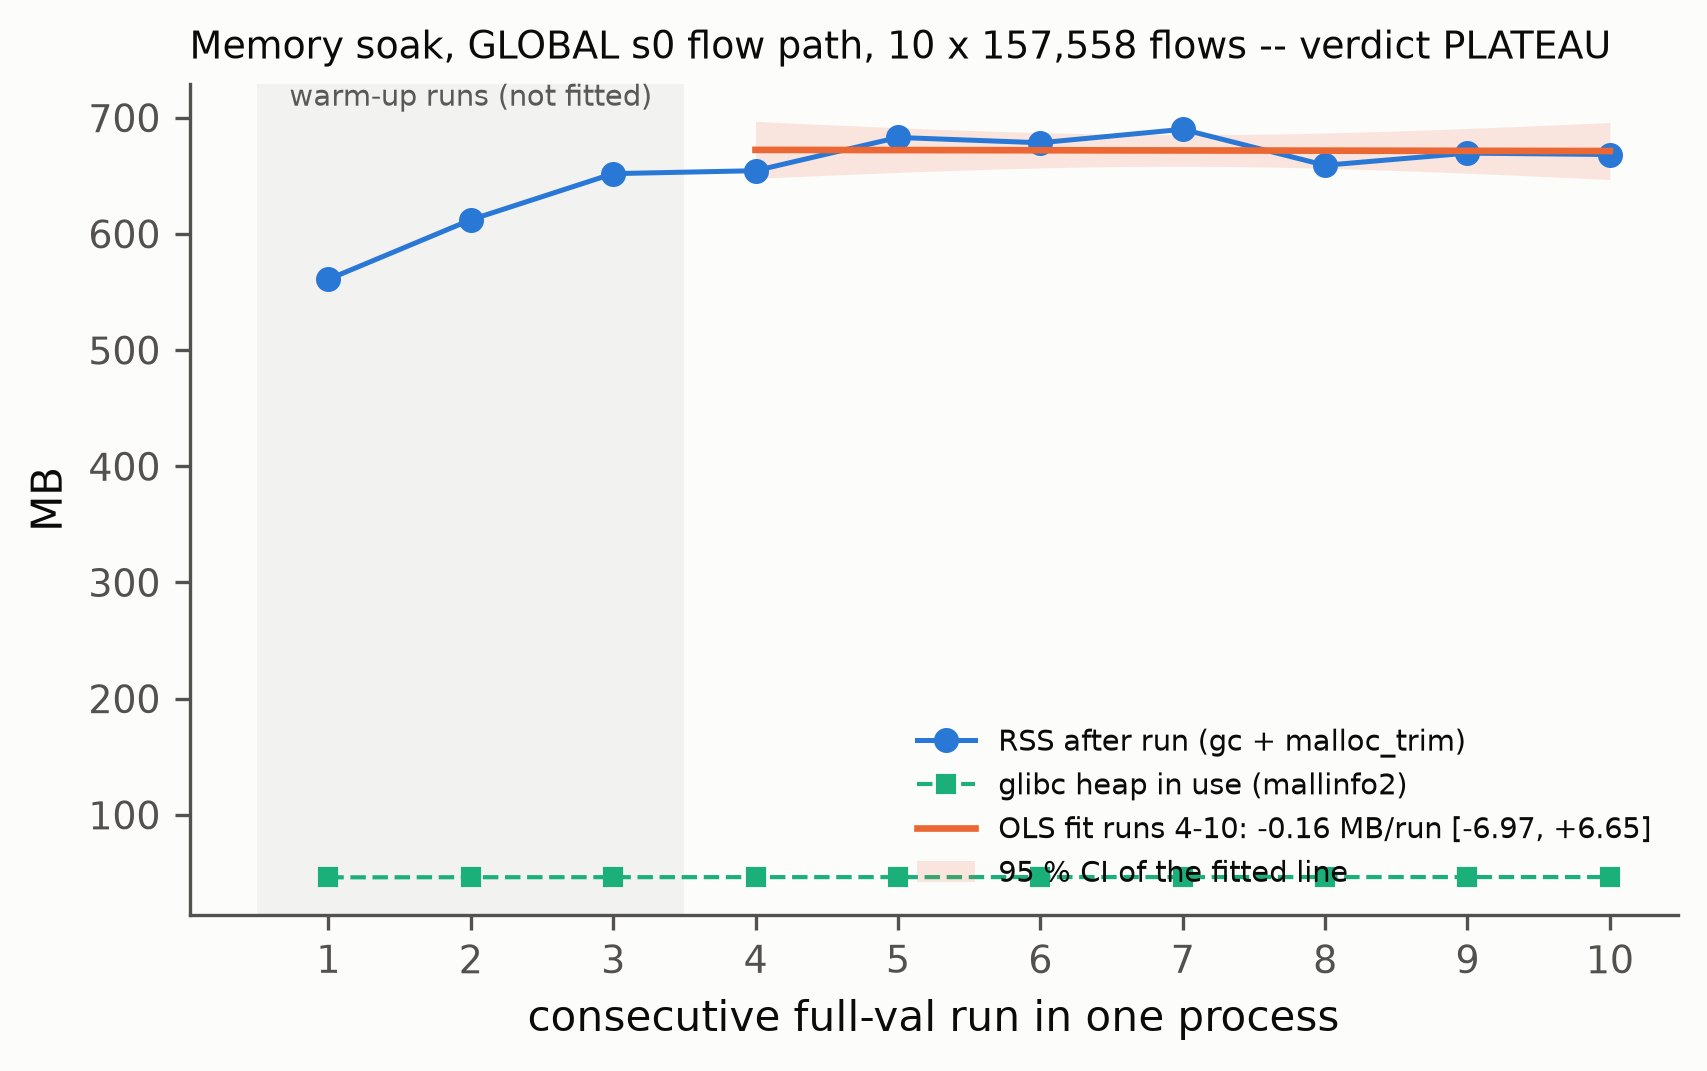 Memory soak, GLOBAL s0 flow path, 10 x 157,558 flows -- verdict PLATEAU
warm-up runs (not fitted)
700
600
500
400
300
200
100
MB
RSS after run (gc + malloc_trim)
glibc heap in use (mallinfo2)
OLS fit runs 4-10: -0.16 MB/run [-6.97, +6.65]
95 % CI of the fitted line
1 2 3 4 5 6 7 8 9 10
consecutive full-val run in one process